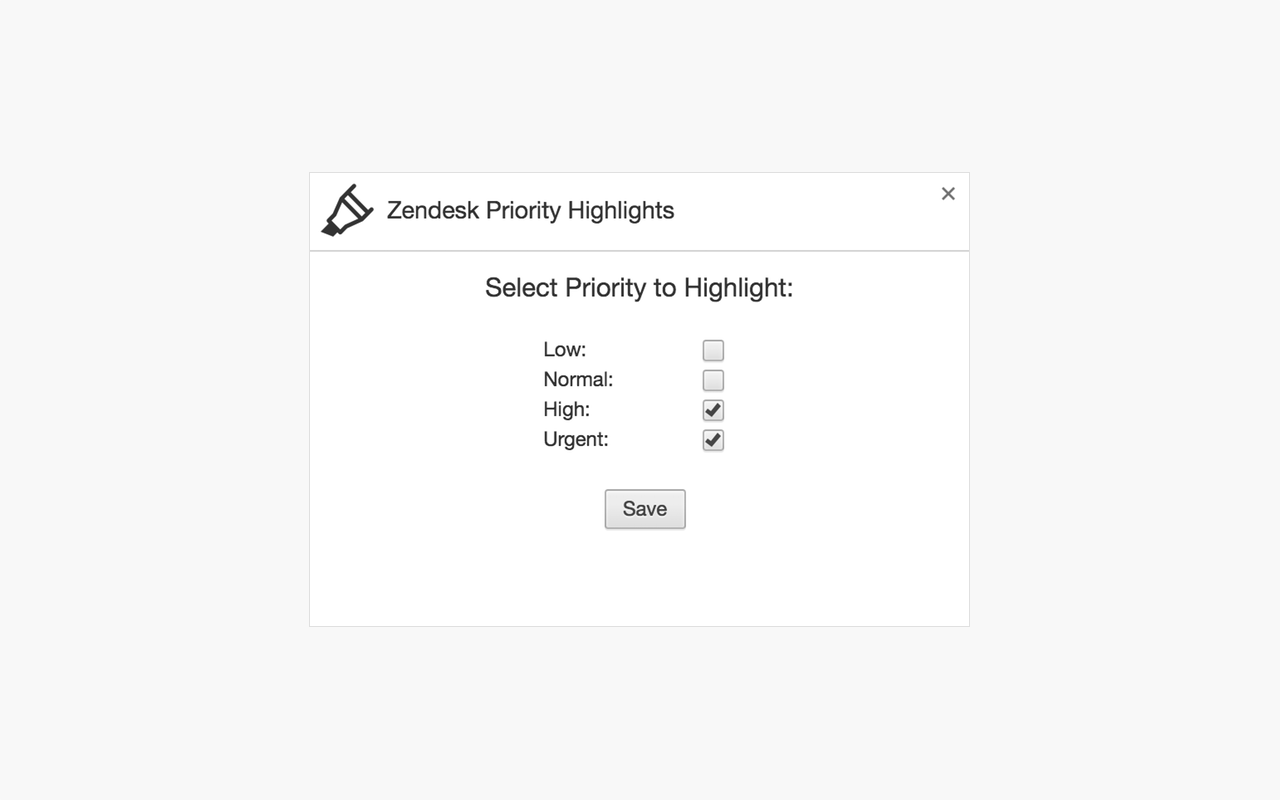 Zendesk Priority Highlights
Select Priority to Highlight:
Low:
Normal:
High:
Urgent:
Save